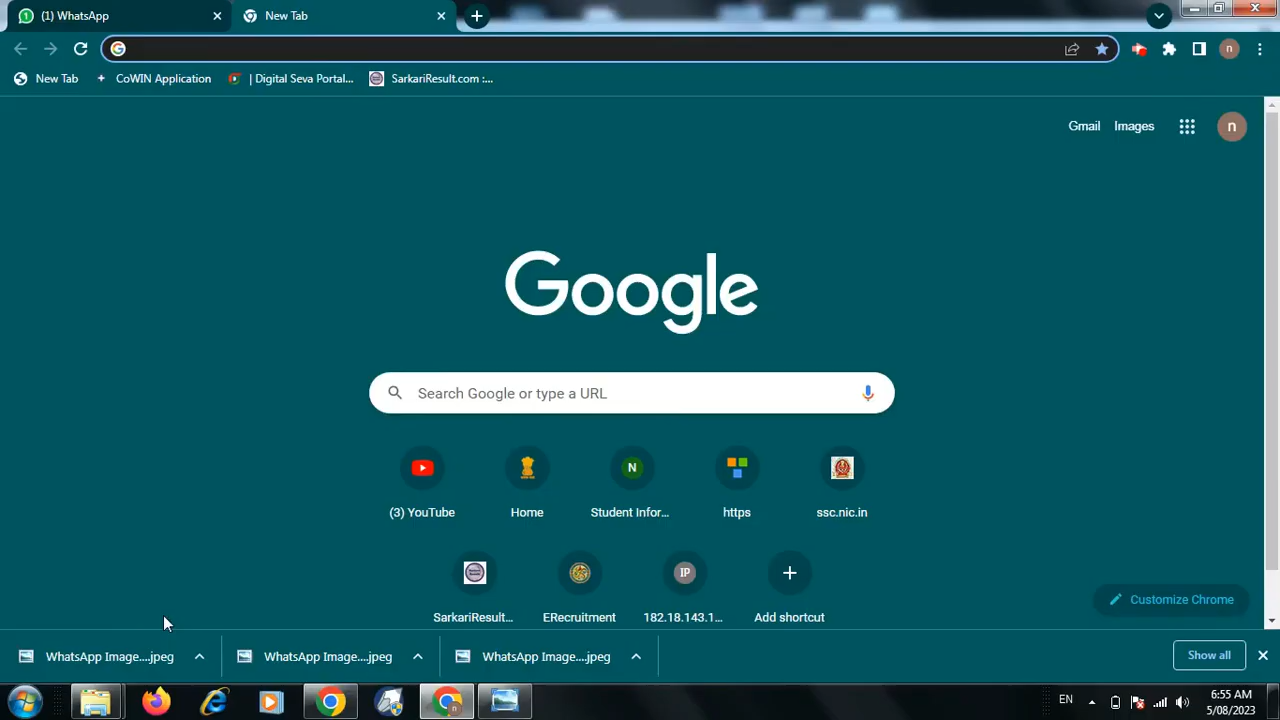 (1) WhatsApp
New Tab
New Tab
CoWIN Application
| Digital Seva Portal...
SarkariResult.com :...
n
Gmail
Images
n
Google
Search Google or type a URL
N
(3) YouTube
Home
Student Infor...
https
ssc.nic.in
IP
SarkariResult...
ERecruitment
182.18.143.1...
Add shortcut
Customize Chrome
WhatsApp Image....jpeg
WhatsApp Image....jpeg
WhatsApp Image....jpeg
Show all
EN
6:55 AM
5/08/2023